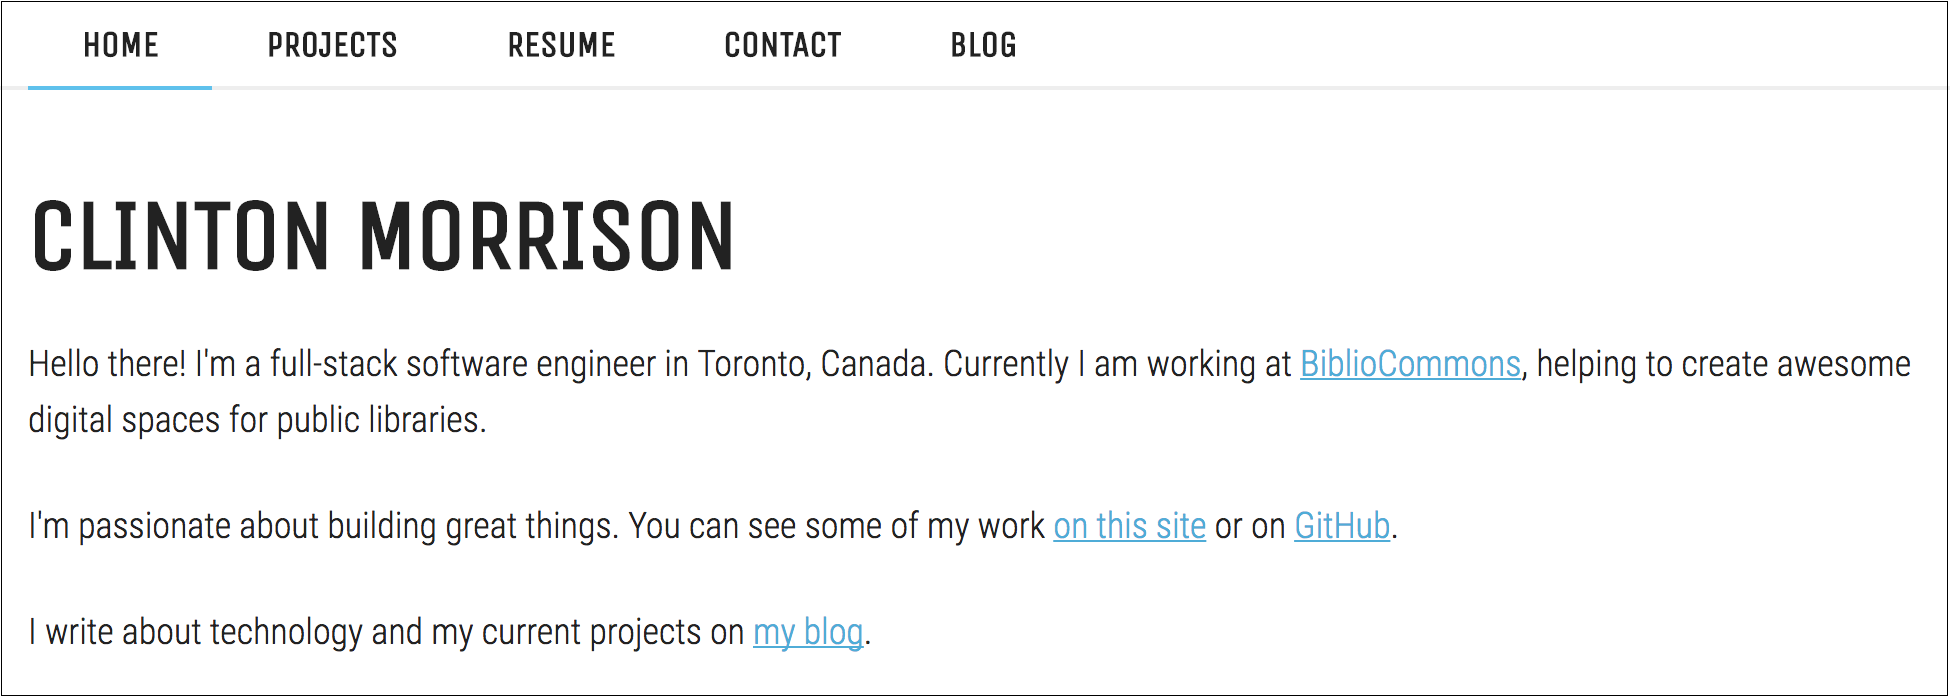 HOME PROJECTS RESUME CONTACT BLOG
CLINTON MORRISON
Hello there! I'm a full-stack software engineer in Toronto, Canada. Currently I am working at BiblioCommons, helping to create awesome
digital spaces for public libraries.
I'm passionate about building great things. You can see some of my work on this site or on GitHub.
I write about technology and my current projects on my blog.